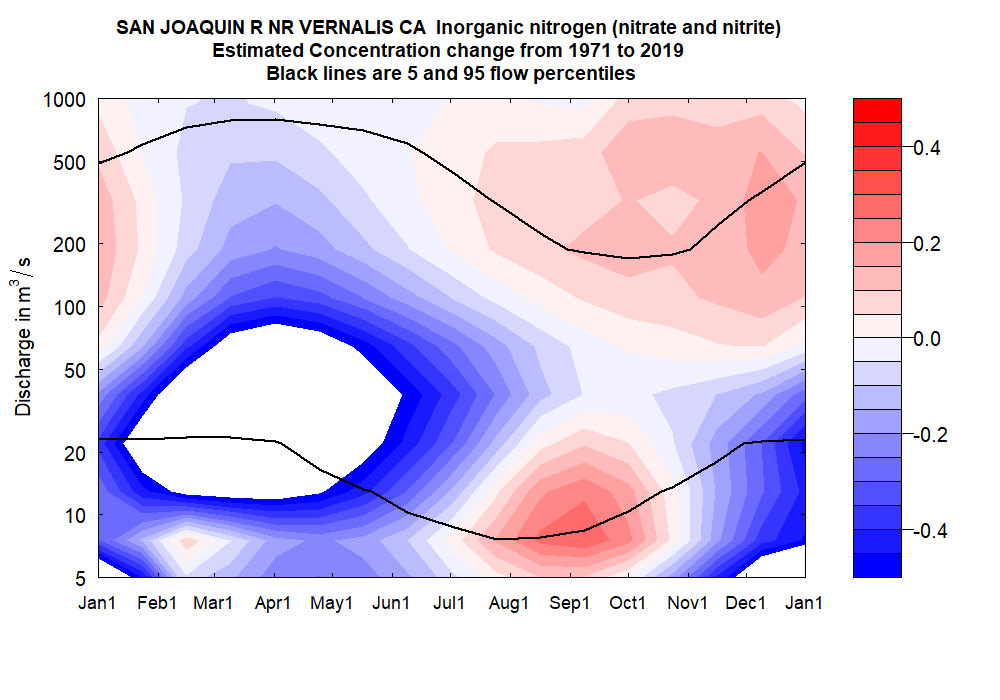 SAN JOAQUIN R NR VERNALIS CA  Inorganic nitrogen (nitrate and nitrite)
Estimated Concentration change from 1971 to 2019
Black lines are 5 and 95 flow percentiles
Discharge in m³/ s
1000
500
200
100
50
20
10
5
Jan1 Feb1 Mar1 Apr1 May1 Jun1 Jul1 Aug1 Sep1 Oct1 Nov1 Dec1 Jan1
0.4
0.2
0.0
-0.2
-0.4